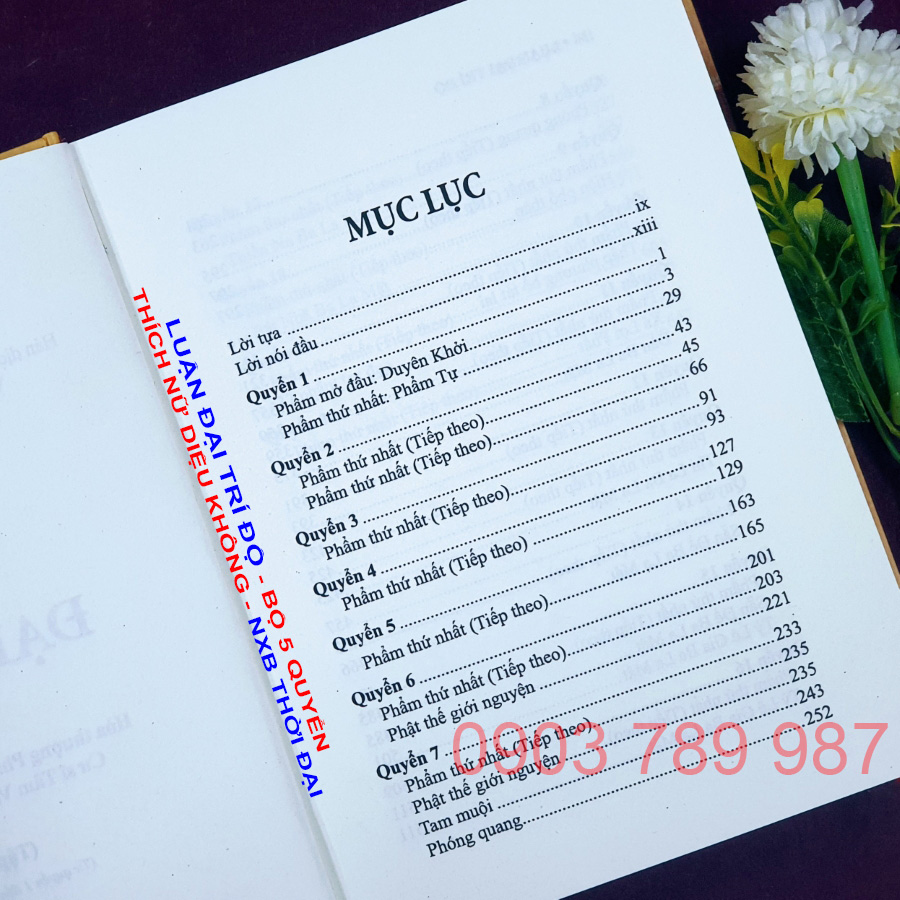 MỤC LỤC
Lời tựa ........ ix
Lời nói đầu ........ xiii
Quyển 1 ........ 1
Phẩm mở đầu: Duyên Khởi ........ 3
Phẩm thứ nhất: Phẩm Tự ........ 29
Quyển 2 ........ 43
Phẩm thứ nhất (Tiếp theo) ........ 45
Phẩm thứ nhất (Tiếp theo) ........ 66
Quyển 3 ........ 91
Phẩm thứ nhất (Tiếp theo) ........ 93
Quyển 4 ........ 127
Phẩm thứ nhất (Tiếp theo) ........ 129
Quyển 5 ........ 163
Phẩm thứ nhất (Tiếp theo) ........ 165
Quyển 6 ........ 201
Phẩm thứ nhất (Tiếp theo) ........ 203
Phật thế giới nguyện ........ 221
Quyển 7 ........ 233
Phẩm thứ nhất (Tiếp theo) ........ 235
Phật thế giới nguyện ........ 235
Tam muội ........ 243
Phóng quang ........ 252
LUẬN ĐẠI TRÍ ĐỌ - BỌ 5 QUYỂN
THÍCH NỮ DIỆU KHÔNG - NXB THỜI ĐẠI
0903 789 987